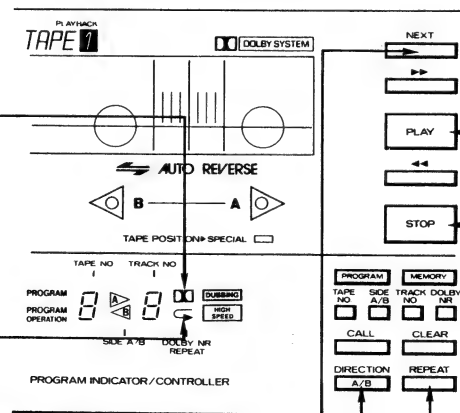 PLAYBACK
TAPE 1
DOLBY SYSTEM
AUTO REVERSE
B A
TAPE POSITION▶SPECIAL
NEXT
▶▶
PLAY
◀◀
STOP
TAPE NO TRACK NO
PROGRAM
PROGRAM
OPERATION
8 A B 8
DUBBING
HIGH
SPEED
SIDE A/B
DOLBY NR
REPEAT
PROGRAM INDICATOR/CONTROLLER
PROGRAM MEMORY
TAPE NO
SIDE A/B
TRACK NO
DOLBY NR
CALL CLEAR
DIRECTION REPEAT
A/B